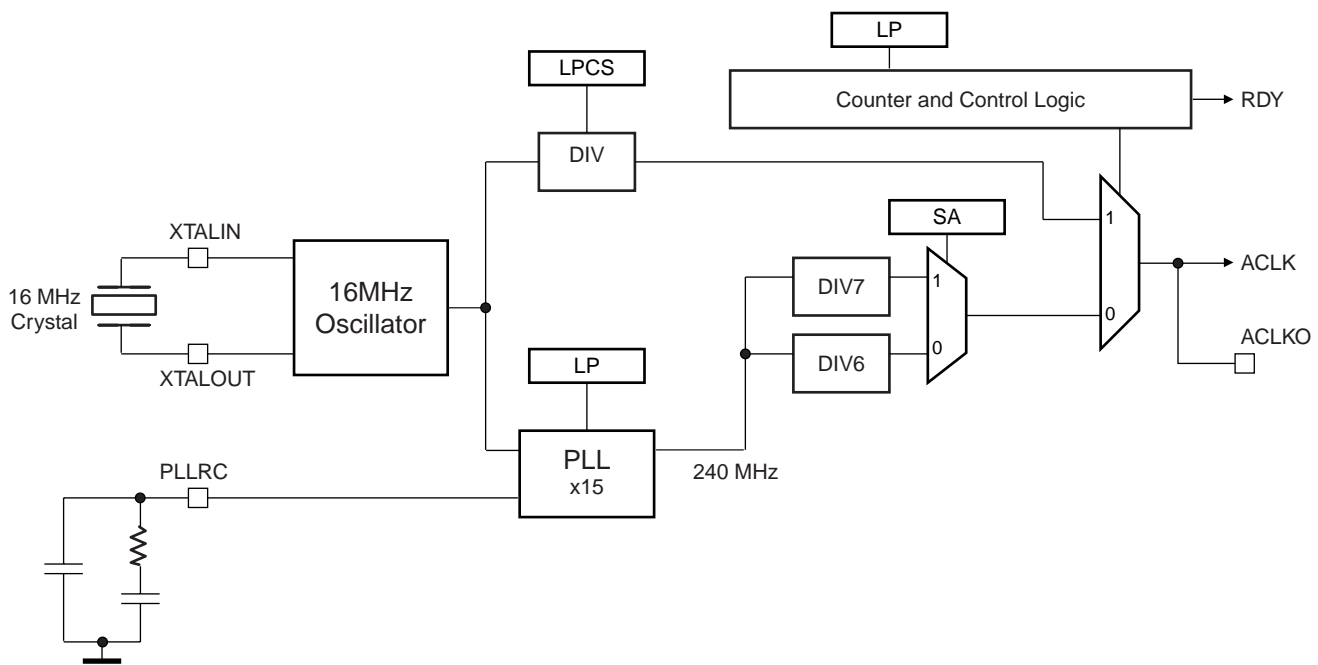 LP
LPCS
Counter and Control Logic
RDY
DIV
SA
1
XTALIN
16 MHz
Crystal
16MHz
Oscillator
DIV7
1
ACLK
0
XTALOUT
LP
DIV6
0
ACLKO
PLLRC
PLL
x15
240 MHz